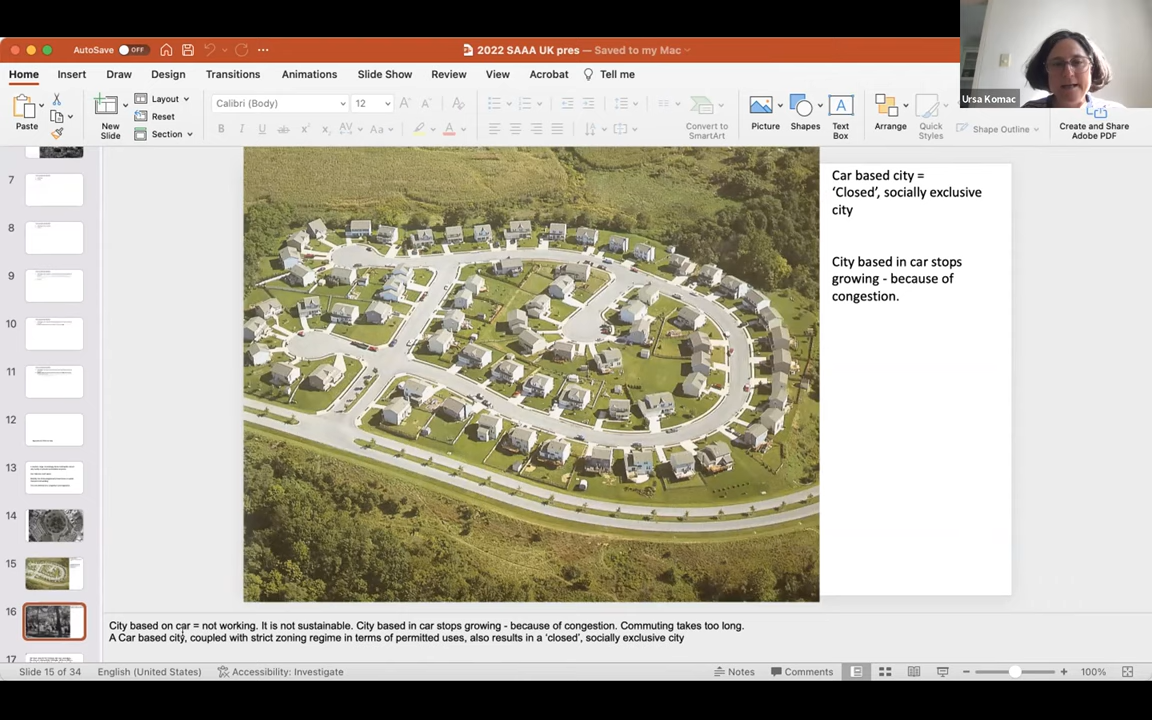 AutoSave OFF
2022 SAAA UK pres — Saved to my Mac
Home Insert Draw Design Transitions Animations Slide Show Review View Acrobat Tell me
Paste
New Slide
Layout
Reset
Section
Calibri (Body) 12
Convert to SmartArt
Picture
Shapes
Text Box
Arrange
Quick Styles
Shape Outline
Create and Share Adobe PDF
Ursa Komac
7
8
9
10
11
12
13
14
15
16
17
Car based city =
‘Closed’, socially exclusive
city
City based in car stops
growing - because of
congestion.
City based on car = not working. It is not sustainable. City based in car stops growing - because of congestion. Commuting takes too long.
A Car based city, coupled with strict zoning regime in terms of permitted uses, also results in a ‘closed’, socially exclusive city
Slide 15 of 34 English (United States) Accessibility: Investigate Notes Comments 100%